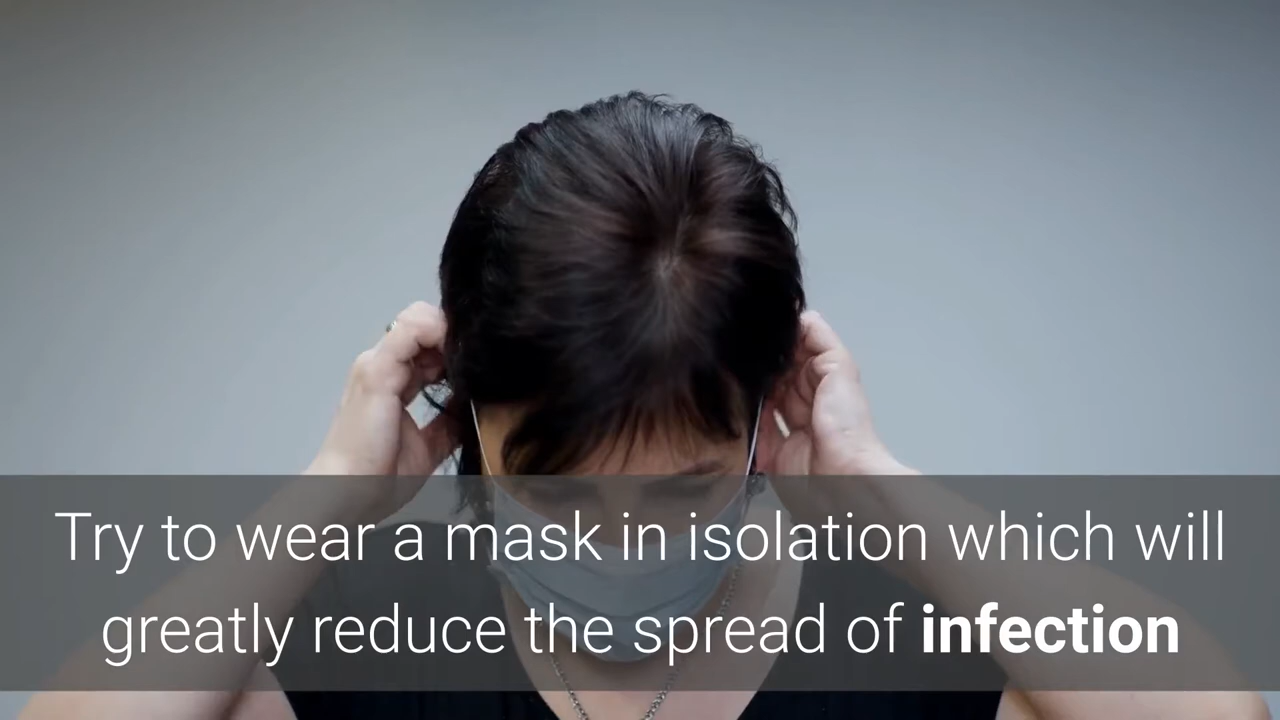 Try to wear a mask in isolation which will
greatly reduce the spread of infection